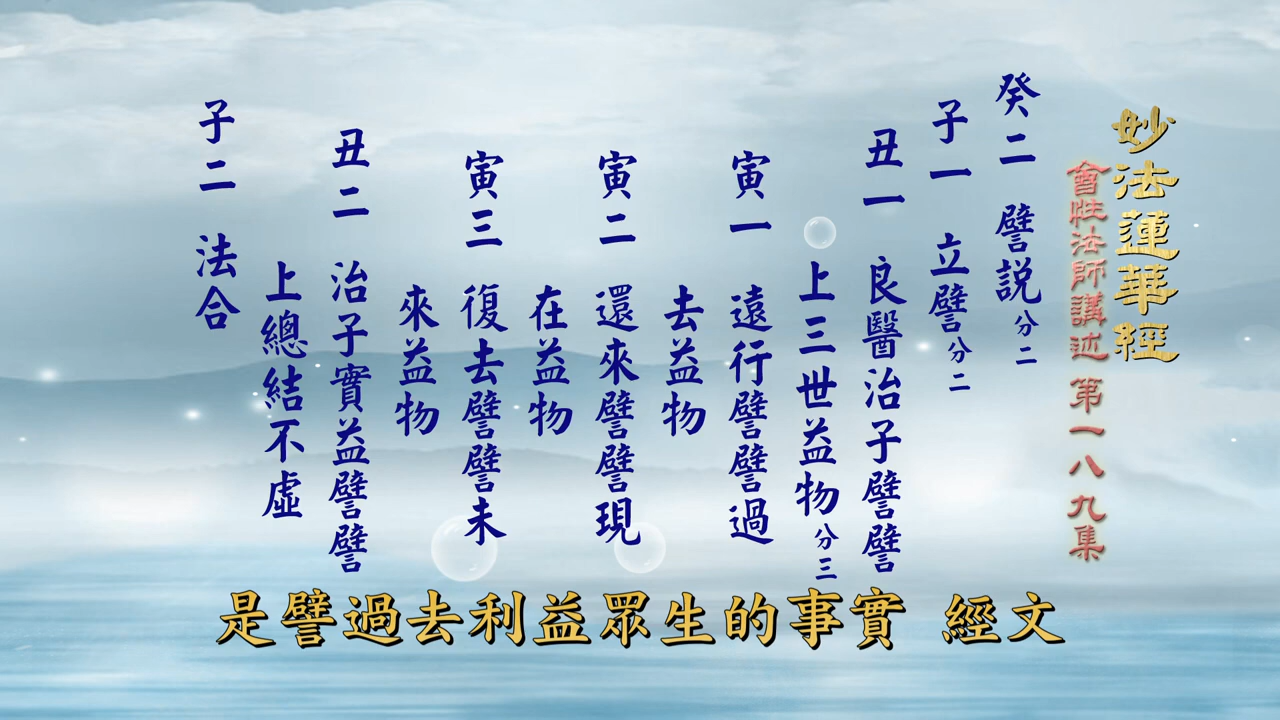 妙法蓮華經
會性法師講述 第一八九集
癸二 譬説分二
子一 立譬分二
丑一 良醫治子譬譬
上三世益物分三
寅一 遠行譬譬過
去益物
寅二 還來譬譬現
在益物
寅三 復去譬譬未
來益物
丑二 治子實益譬譬
上總結不虛
子二 法合
是譬過去利益眾生的事實 經文